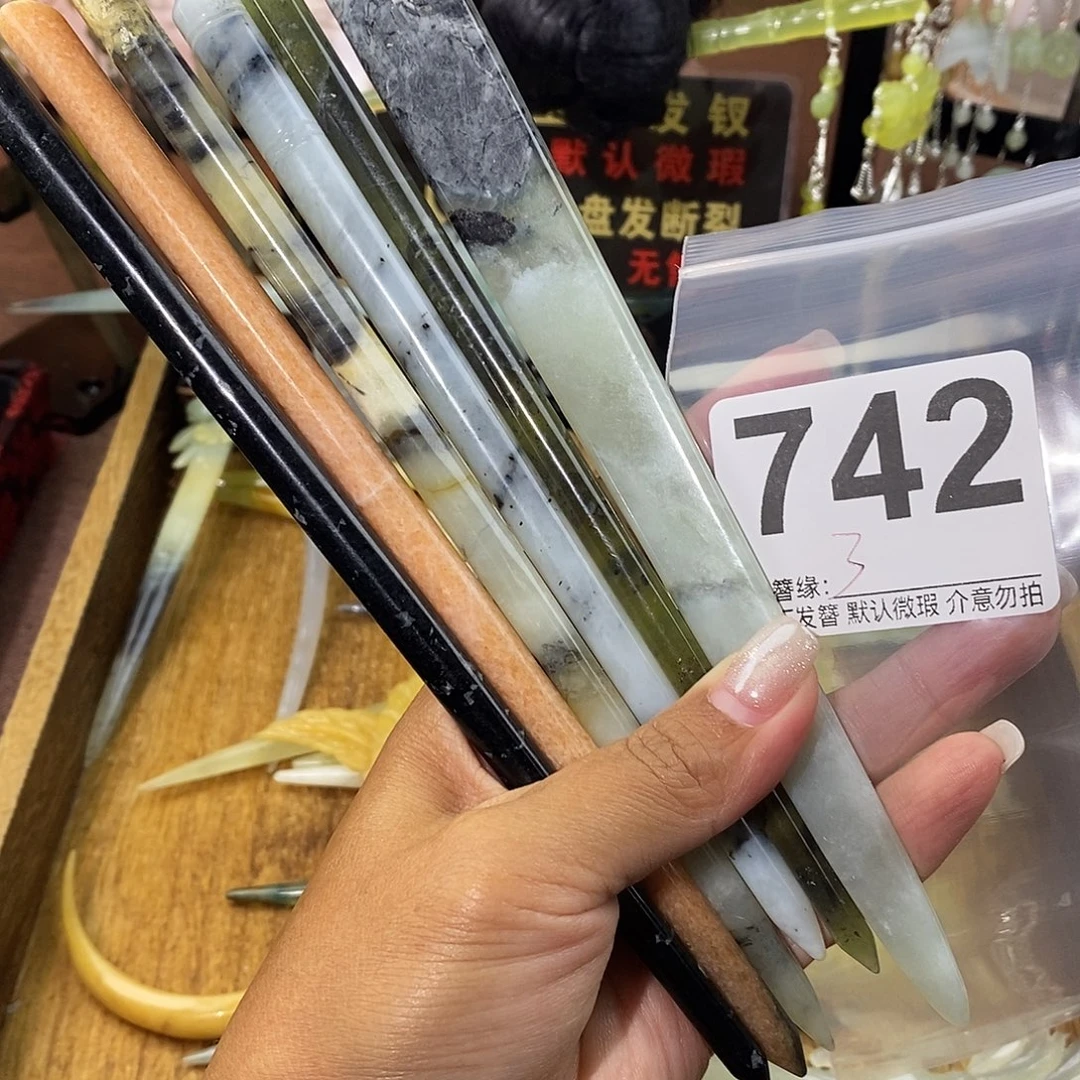 发钗
默认微瑕
盘发断裂
无
742
3
簪缘：
发簪 默认微瑕 介意勿拍